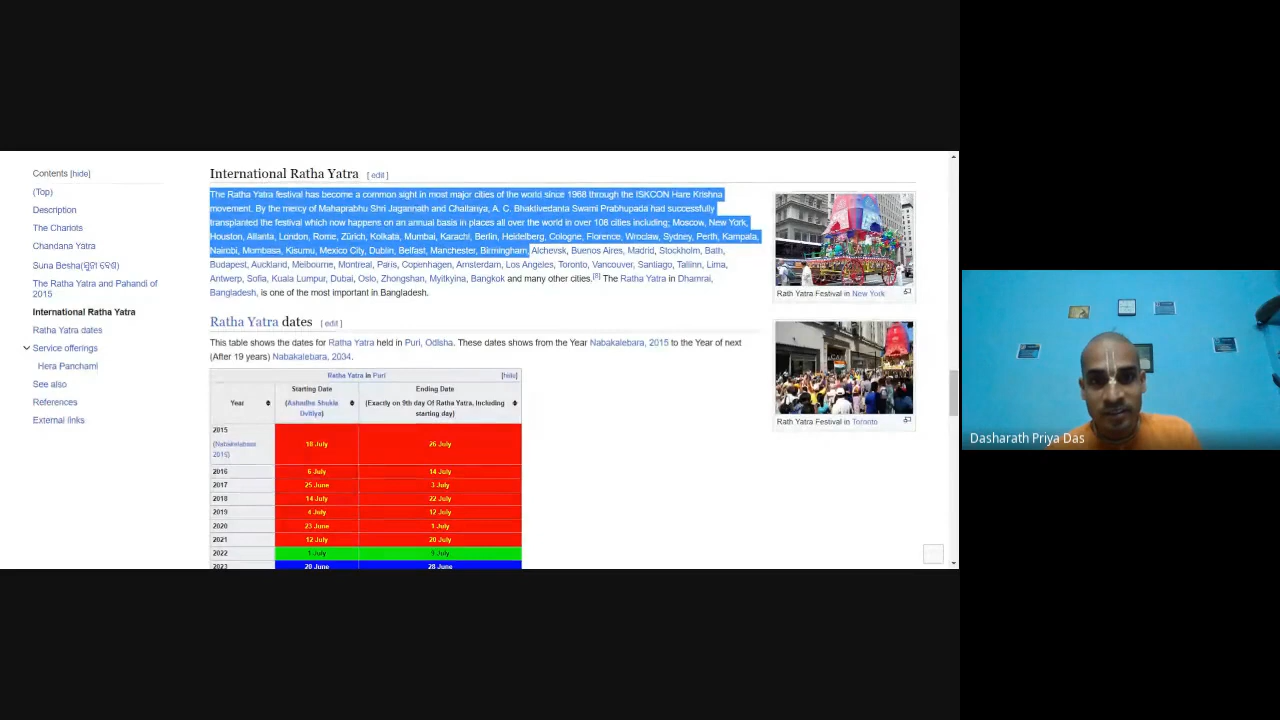 Contents [hide]
(Top)
Description
The Chariots
Chandana Yatra
Suna Besha(ସୁନା ବେଶ)
The Ratha Yatra and Pahandi of
2015
International Ratha Yatra
Ratha Yatra dates
Service offerings
Hera Panchami
See also
References
External links
International Ratha Yatra [ edit ]
The Ratha Yatra festival has become a common sight in most major cities of the world since 1968 through the ISKCON Hare Krishna
movement. By the mercy of Mahaprabhu Shri Jagannath and Chaitanya, A. C. Bhaktivedanta Swami Prabhupada had successfully
transplanted the festival which now happens on an annual basis in places all over the world in over 108 cities including; Moscow, New York,
Houston, Atlanta, London, Rome, Zürich, Kolkata, Mumbai, Karachi, Berlin, Heidelberg, Cologne, Florence, Wroclaw, Sydney, Perth, Kampala,
Nairobi, Mombasa, Kisumu, Mexico City, Dublin, Belfast, Manchester, Birmingham, Alchevsk, Buenos Aires, Madrid, Stockholm, Bath,
Budapest, Auckland, Melbourne, Montreal, Paris, Copenhagen, Amsterdam, Los Angeles, Toronto, Vancouver, Santiago, Tallinn, Lima,
Antwerp, Sofia, Kuala Lumpur, Dubai, Oslo, Zhongshan, Myitkyina, Bangkok and many other cities.[8] The Ratha Yatra in Dhamrai,
Bangladesh, is one of the most important in Bangladesh.
Rath Yatra Festival in New York
Ratha Yatra dates [ edit ]
This table shows the dates for Ratha Yatra held in Puri, Odisha. These dates shows from the Year Nabakalebara, 2015 to the Year of next
(After 19 years) Nabakalebara, 2034.
Rath Yatra Festival in Toronto
Ratha Yatra in Puri [hide]
Year
Starting Date
(Ashadha Shukla
Dvitiya)
Ending Date
(Exactly on 9th day Of Ratha Yatra, Including
starting day)
2015
(Nabakalebara
2015)
18 July 26 July
2016 6 July 14 July
2017 25 June 3 July
2018 14 July 22 July
2019 4 July 12 July
2020 23 June 1 July
2021 12 July 20 July
2022 1 July 9 July
2023 20 June 28 June
Dasharath Priya Das